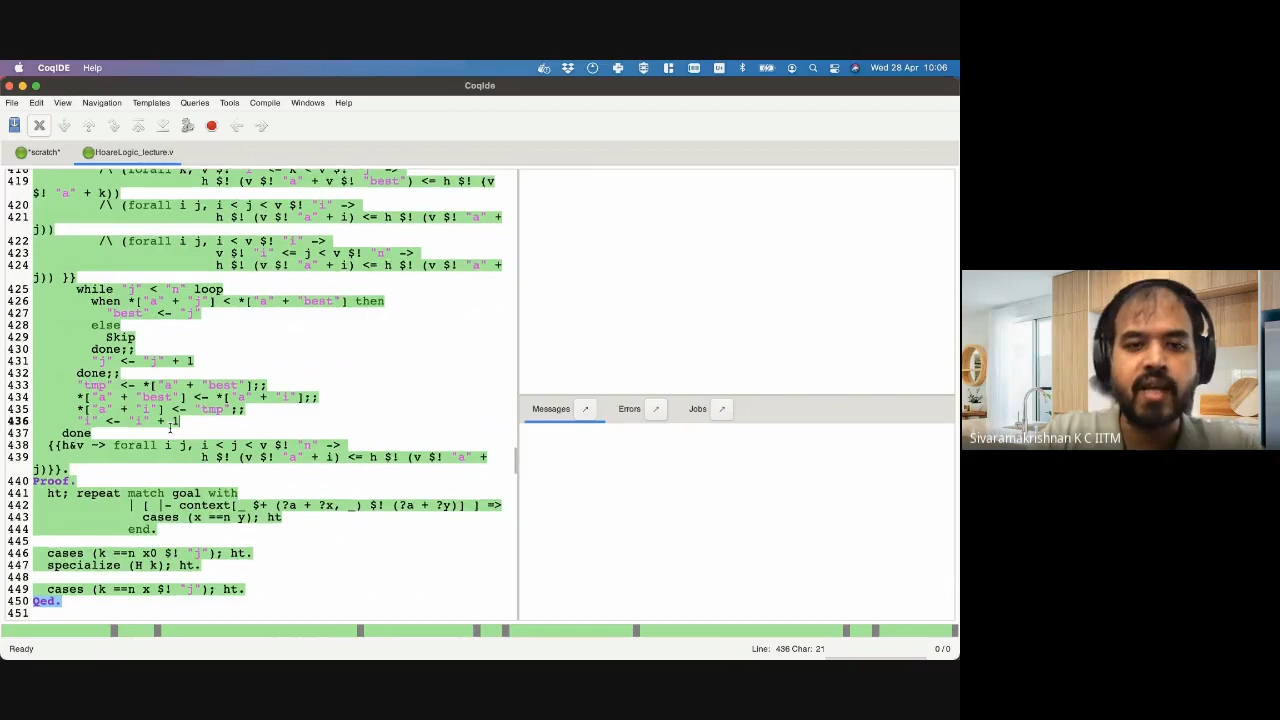 CoqIDE Help
Wed 28 Apr 10:06
CoqIde
File Edit View Navigation Templates Queries Tools Compile Windows Help
*scratch* HoareLogic_lecture.v
418 /\ (forall k, v $! "i" <= k < v $! "j" ->
419 h $! (v $! "a" + v $! "best") <= h $! (v
$! "a" + k))
420 /\ (forall i j, i < j < v $! "i" ->
421 h $! (v $! "a" + i) <= h $! (v $! "a" +
j))
422 /\ (forall i j, i < v $! "i" ->
423 v $! "i" <= j < v $! "n" ->
424 h $! (v $! "a" + i) <= h $! (v $! "a" +
j)) }}
425 while "j" < "n" loop
426 when *["a" + "j"] < *["a" + "best"] then
427 "best" <- "j"
428 else
429 Skip
430 done;;
431 "j" <- "j" + 1
432 done;;
433 "tmp" <- *["a" + "best"];;
434 *["a" + "best"] <- *["a" + "i"];;
435 *["a" + "i"] <- "tmp";;
436 "i" <- "i" + 1
437 done
438 {{h&v ~> forall i j, i < j < v $! "n" ->
439 h $! (v $! "a" + i) <= h $! (v $! "a" +
j)}}.
440 Proof.
441 ht; repeat match goal with
442 | [ |- context[_ $+ (?a + ?x, _) $! (?a + ?y)] ] =>
443 cases (x ==n y); ht
444 end.
445
446 cases (k ==n x0 $! "j"); ht.
447 specialize (H k); ht.
448
449 cases (k ==n x $! "j"); ht.
450 Qed.
451
Messages Errors Jobs
Ready Line: 436 Char: 21 0/0
Sivaramakrishnan K C IITM